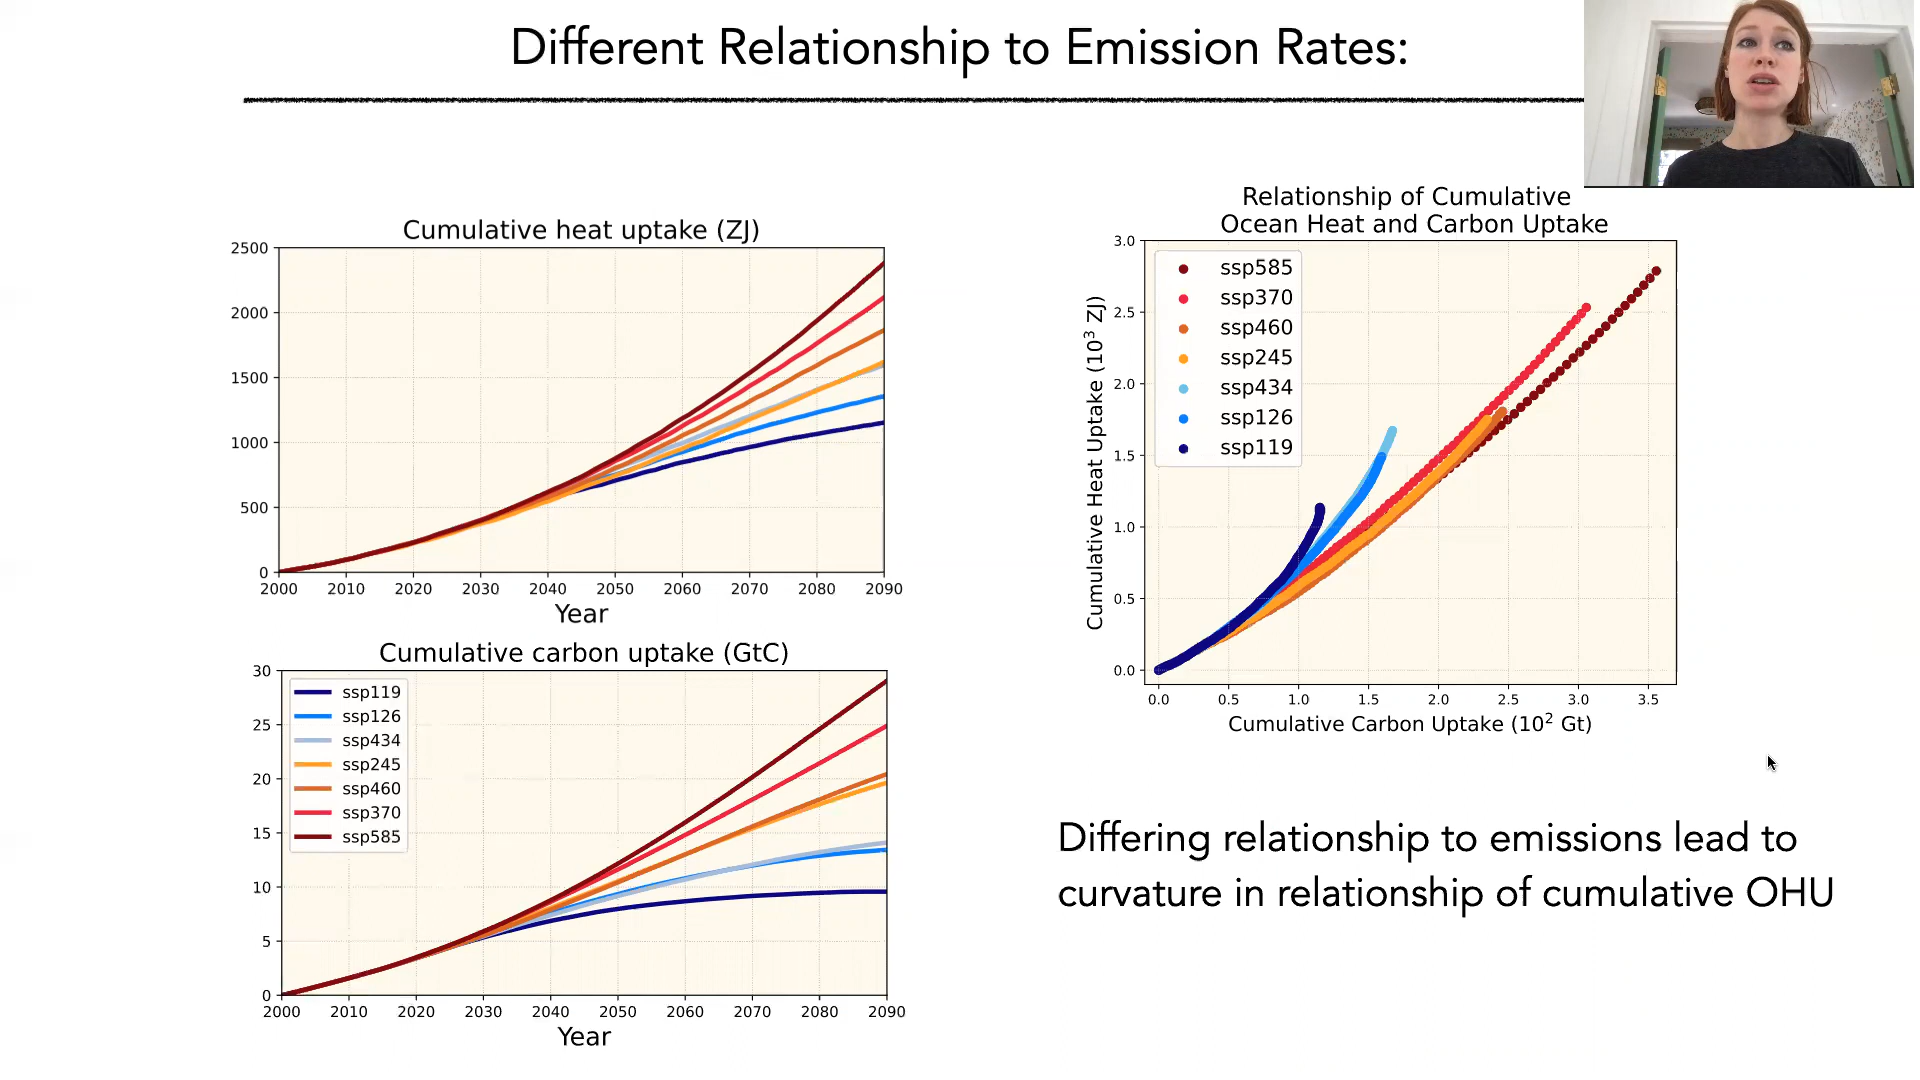 Different Relationship to Emission Rates:
Cumulative heat uptake (ZJ)
2500
2000
1500
1000
500
0
2000 2010 2020 2030 2040 2050 2060 2070 2080 2090
Year
Cumulative carbon uptake (GtC)
30
25
20
15
10
5
0
ssp119
ssp126
ssp434
ssp245
ssp460
ssp370
ssp585
2000 2010 2020 2030 2040 2050 2060 2070 2080 2090
Year
Relationship of Cumulative
Ocean Heat and Carbon Uptake
Cumulative Heat Uptake (10³ ZJ)
3.0
2.5
2.0
1.5
1.0
0.5
0.0
ssp585
ssp370
ssp460
ssp245
ssp434
ssp126
ssp119
0.0 0.5 1.0 1.5 2.0 2.5 3.0 3.5
Cumulative Carbon Uptake (10² Gt)
Differing relationship to emissions lead to
curvature in relationship of cumulative OHU